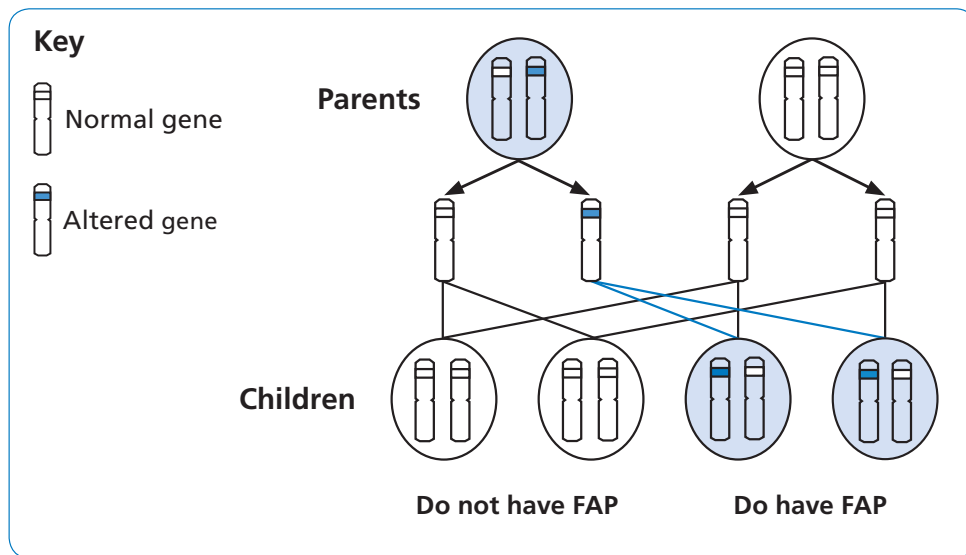 Key
Normal gene
Altered gene
Parents
Children
Do not have FAP
Do have FAP